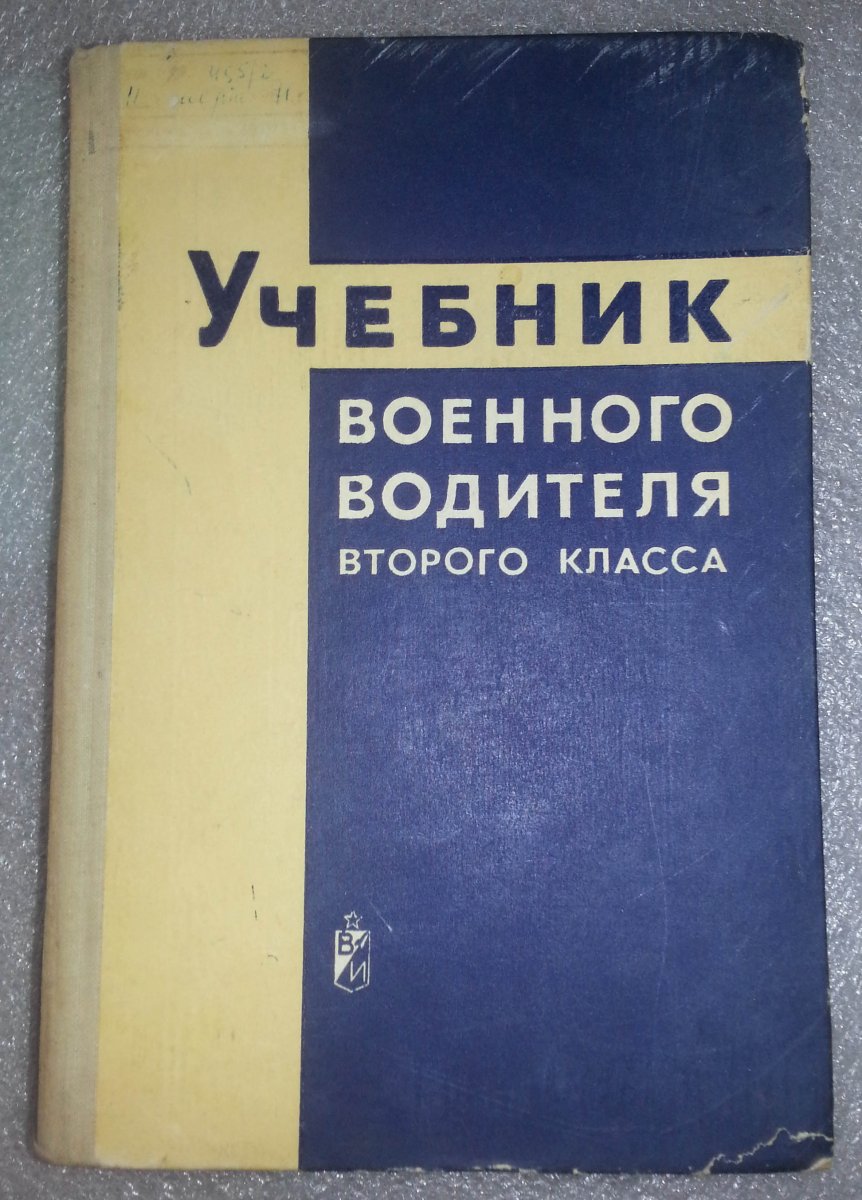 УЧЕБНИК
ВОЕННОГО
ВОДИТЕЛЯ
ВТОРОГО КЛАССА
В
И